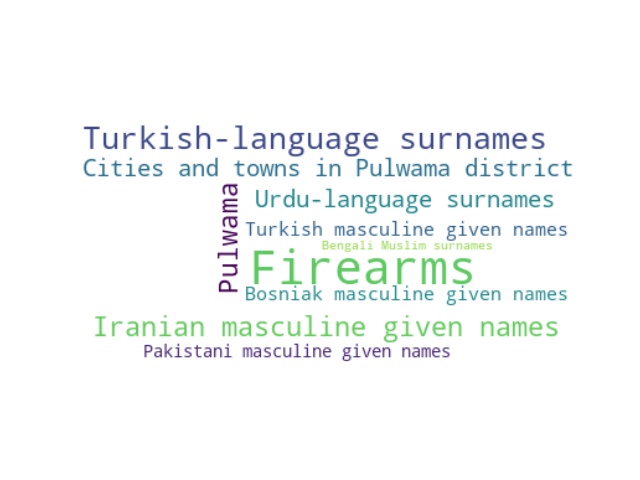 Turkish-language surnames
Cities and towns in Pulwama district
Pulwama
Urdu-language surnames
Turkish masculine given names
Bengali Muslim surnames
Firearms
Bosniak masculine given names
Iranian masculine given names
Pakistani masculine given names